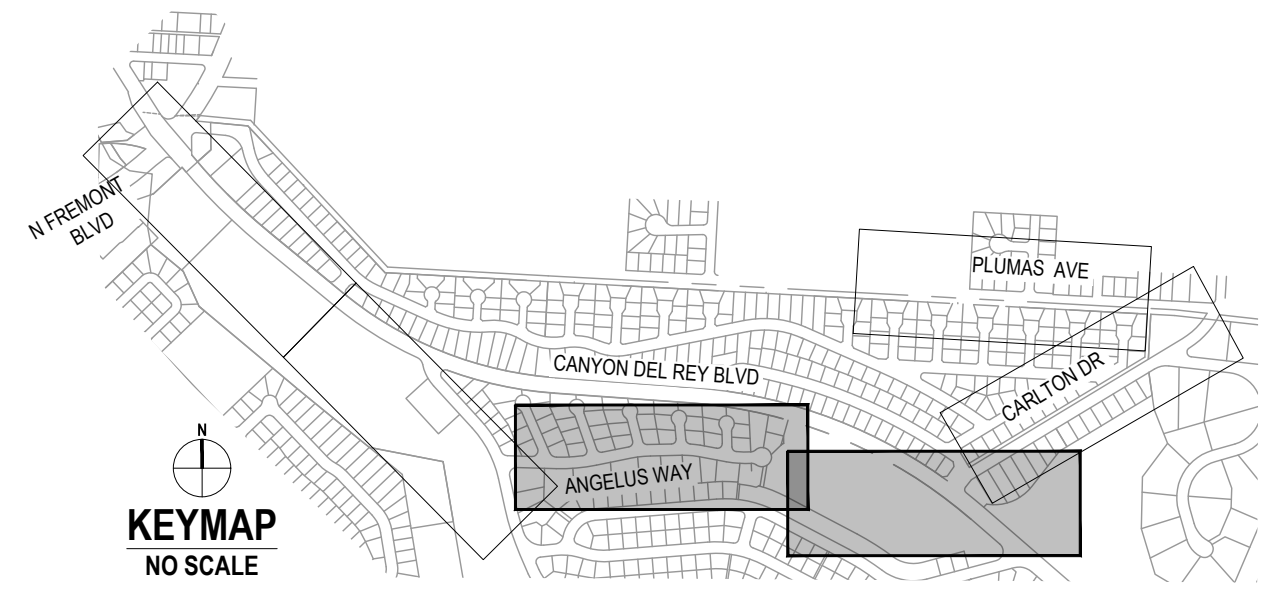 N FREMONT
BLVD
PLUMAS AVE
CANYON DEL REY BLVD
CARLTON DR
ANGELUS WAY
N
KEYMAP
NO SCALE